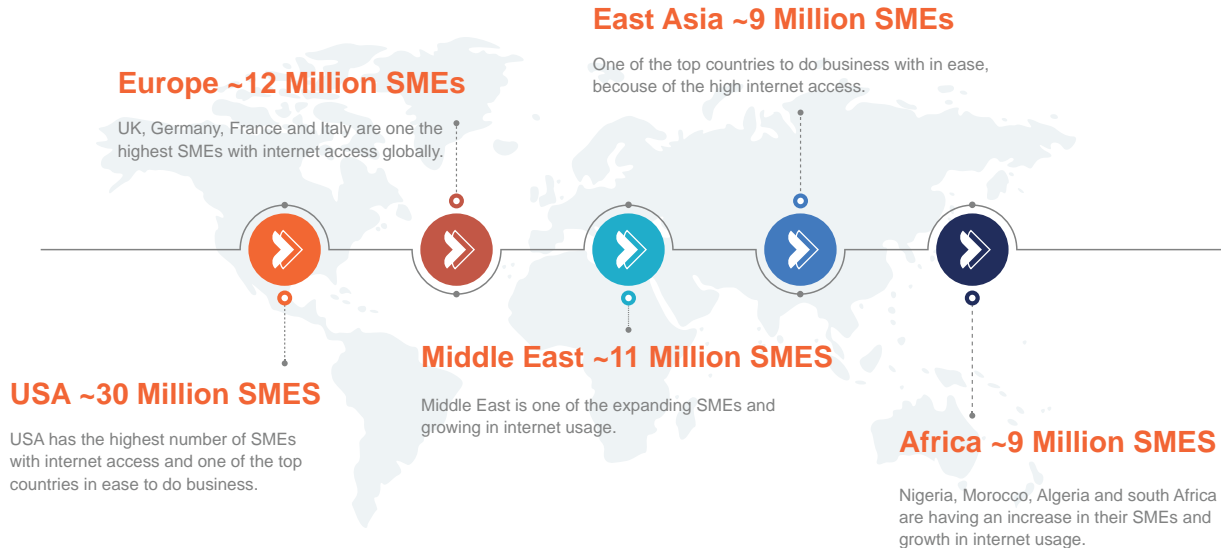 East Asia ~9 Million SMEs
One of the top countries to do business with in ease,
becouse of the high internet access.
Europe ~12 Million SMEs
UK, Germany, France and Italy are one the
highest SMEs with internet access globally.
Middle East ~11 Million SMES
Middle East is one of the expanding SMEs and
growing in internet usage.
USA ~30 Million SMES
USA has the highest number of SMEs
with internet access and one of the top
countries in ease to do business.
Africa ~9 Million SMES
Nigeria, Morocco, Algeria and south Africa
are having an increase in their SMEs and
growth in internet usage.